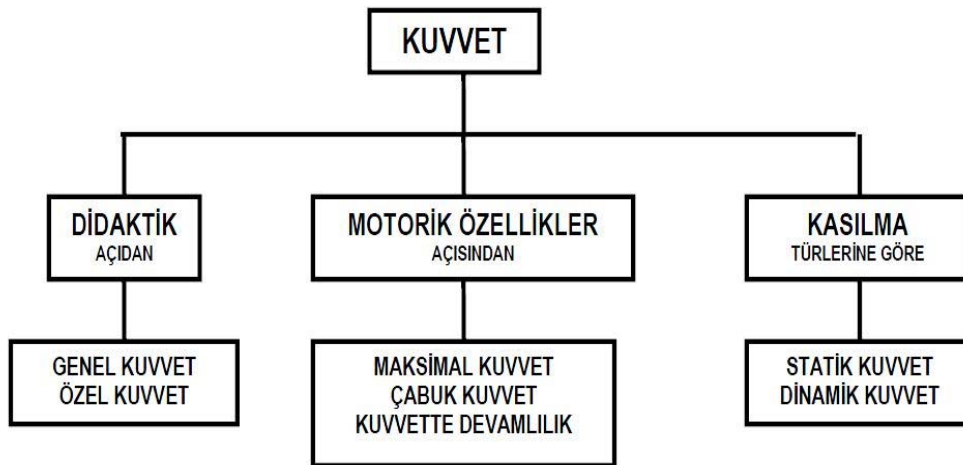 KUVVET
DİDAKTİK
AÇIDAN
MOTORİK ÖZELLİKLER
AÇISINDAN
KASILMA
TÜRLERİNE GÖRE
GENEL KUVVET
ÖZEL KUVVET
MAKSİMAL KUVVET
ÇABUK KUVVET
KUVVETTE DEVAMLILIK
STATİK KUVVET
DİNAMİK KUVVET